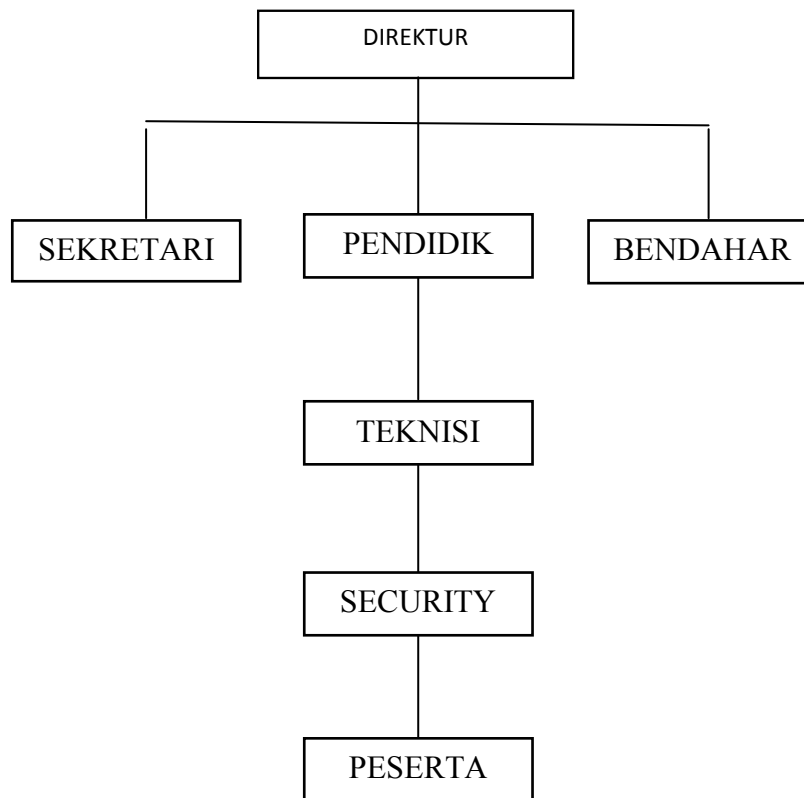 DIREKTUR
SEKRETARI
PENDIDIK
BENDAHAR
TEKNISI
SECURITY
PESERTA